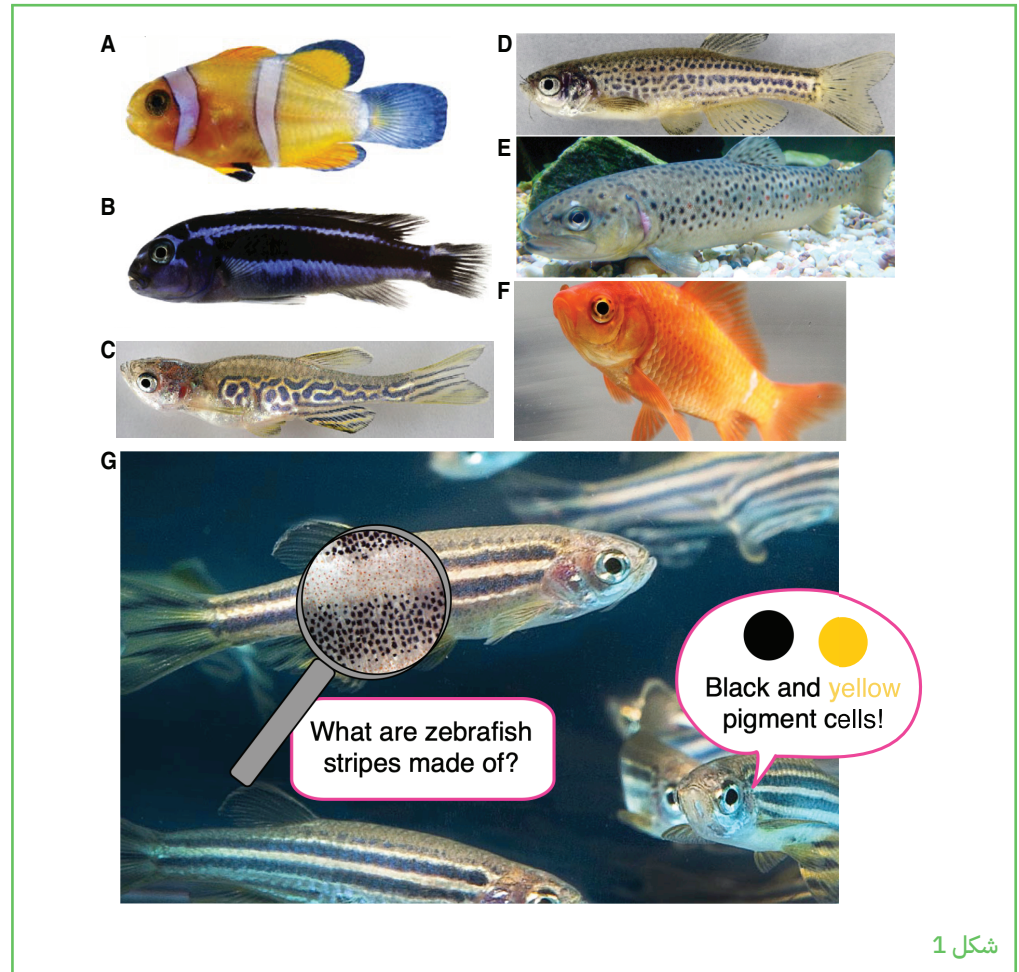 A
B
C
D
E
F
G
What are zebrafish
stripes made of?
Black and yellow
pigment cells!
شكل 1